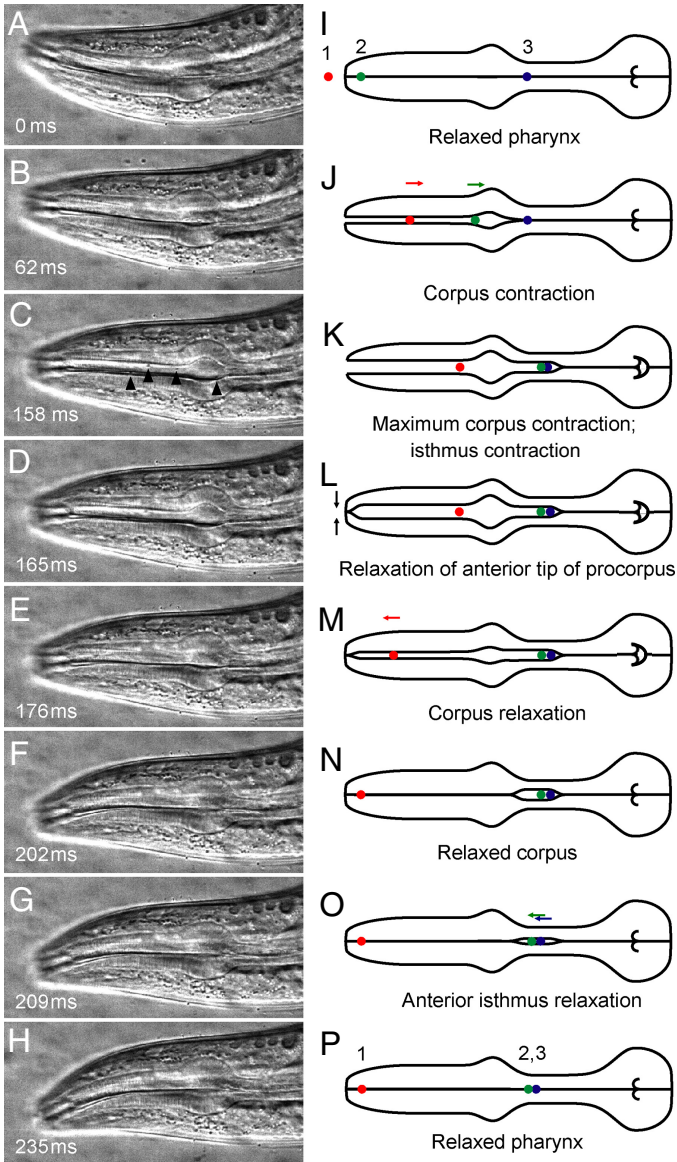 A
0 ms
I
1 2 3
Relaxed pharynx
B
62 ms
J
Corpus contraction
C
158 ms
K
Maximum corpus contraction;
isthmus contraction
D
165 ms
L
Relaxation of anterior tip of procorpus
E
176 ms
M
Corpus relaxation
F
202 ms
N
Relaxed corpus
G
209 ms
O
Anterior isthmus relaxation
H
235 ms
P
1 2,3
Relaxed pharynx